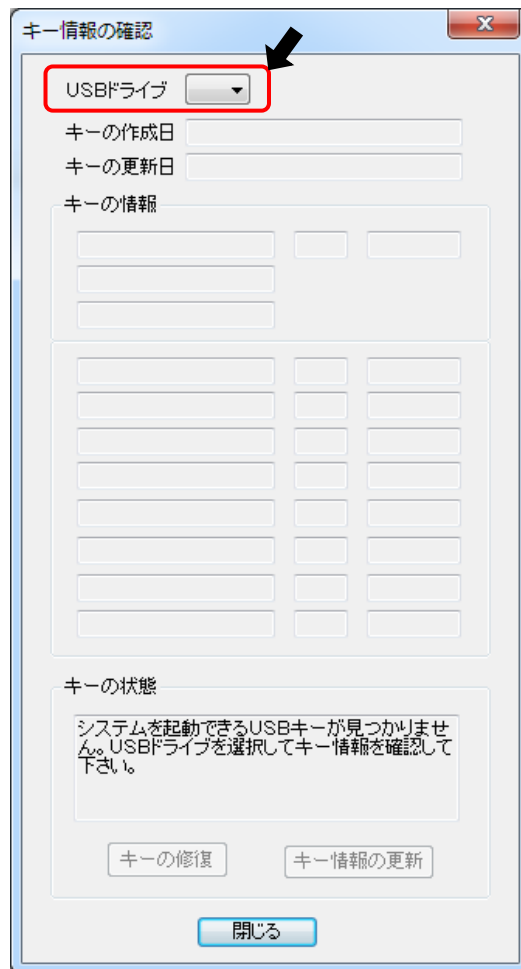 キー情報の確認
USBドライブ
キーの作成日
キーの更新日
キーの情報
キーの状態
システムを起動できるUSBキーが見つかりませ
ん。USBドライブを選択してキー情報を確認して
下さい。
キーの修復
キー情報の更新
閉じる